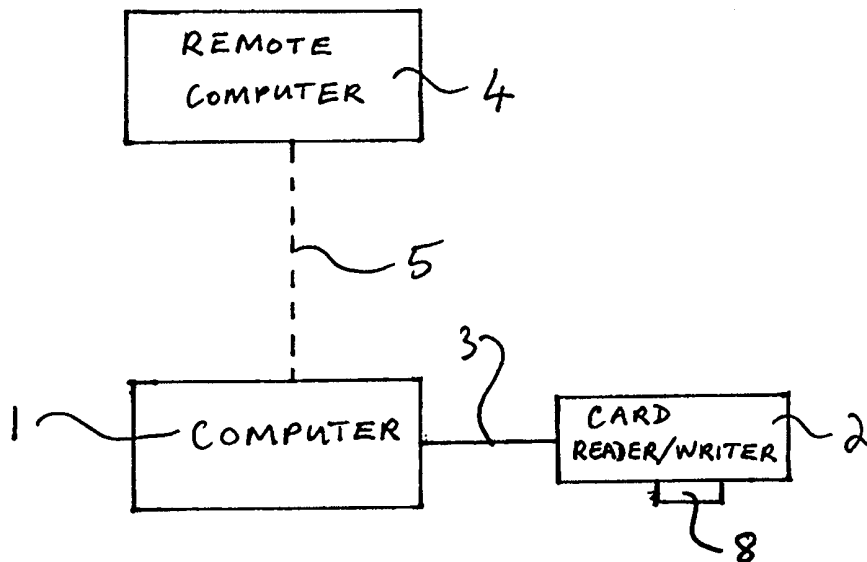 REMOTE
COMPUTER
4
5
3
1
COMPUTER
CARD
READER/WRITER
2
8